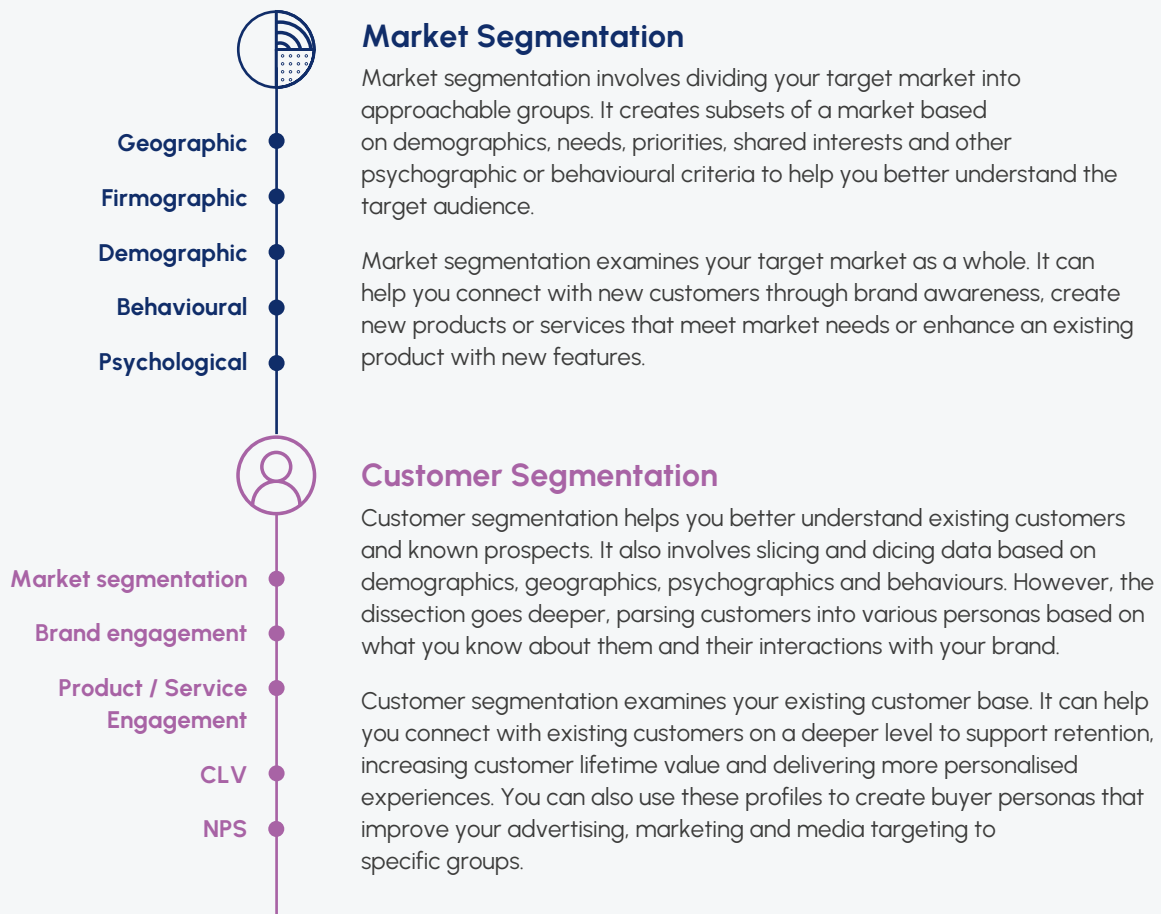 Market Segmentation
Market segmentation involves dividing your target market into
approachable groups. It creates subsets of a market based
on demographics, needs, priorities, shared interests and other
psychographic or behavioural criteria to help you better understand the
target audience.
Market segmentation examines your target market as a whole. It can
help you connect with new customers through brand awareness, create
new products or services that meet market needs or enhance an existing
product with new features.
Geographic
Firmographic
Demographic
Behavioural
Psychological
Customer Segmentation
Customer segmentation helps you better understand existing customers
and known prospects. It also involves slicing and dicing data based on
demographics, geographics, psychographics and behaviours. However, the
dissection goes deeper, parsing customers into various personas based on
what you know about them and their interactions with your brand.
Customer segmentation examines your existing customer base. It can help
you connect with existing customers on a deeper level to support retention,
increasing customer lifetime value and delivering more personalised
experiences. You can also use these profiles to create buyer personas that
improve your advertising, marketing and media targeting to
specific groups.
Market segmentation
Brand engagement
Product / Service
Engagement
CLV
NPS